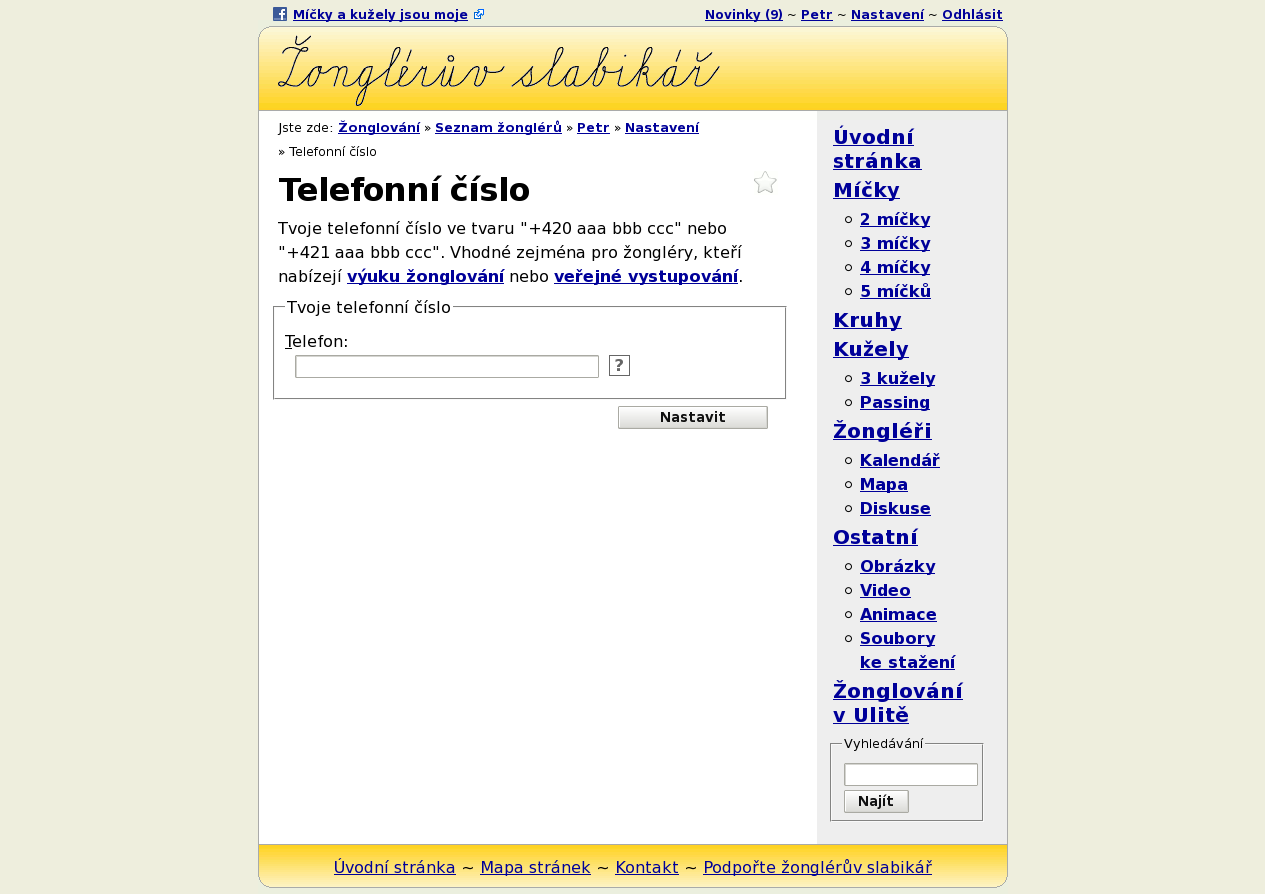 Míčky a kužely jsou moje
Novinky (9) ~ Petr ~ Nastavení ~ Odhlásit
Žonglérův slabikář
Jste zde: Žonglování » Seznam žonglérů » Petr » Nastavení
» Telefonní číslo
Telefonní číslo
Tvoje telefonní číslo ve tvaru "+420 aaa bbb ccc" nebo
"+421 aaa bbb ccc". Vhodné zejména pro žongléry, kteří
nabízejí výuku žonglování nebo veřejné vystupování.
Tvoje telefonní číslo
Telefon:
?
Nastavit
Úvodní
stránka
Míčky
2 míčky
3 míčky
4 míčky
5 míčků
Kruhy
Kužely
3 kužely
Passing
Žongléři
Kalendář
Mapa
Diskuse
Ostatní
Obrázky
Video
Animace
Soubory
ke stažení
Žonglování
v Ulitě
Vyhledávání
Najít
Úvodní stránka ~ Mapa stránek ~ Kontakt ~ Podpořte žonglérův slabikář